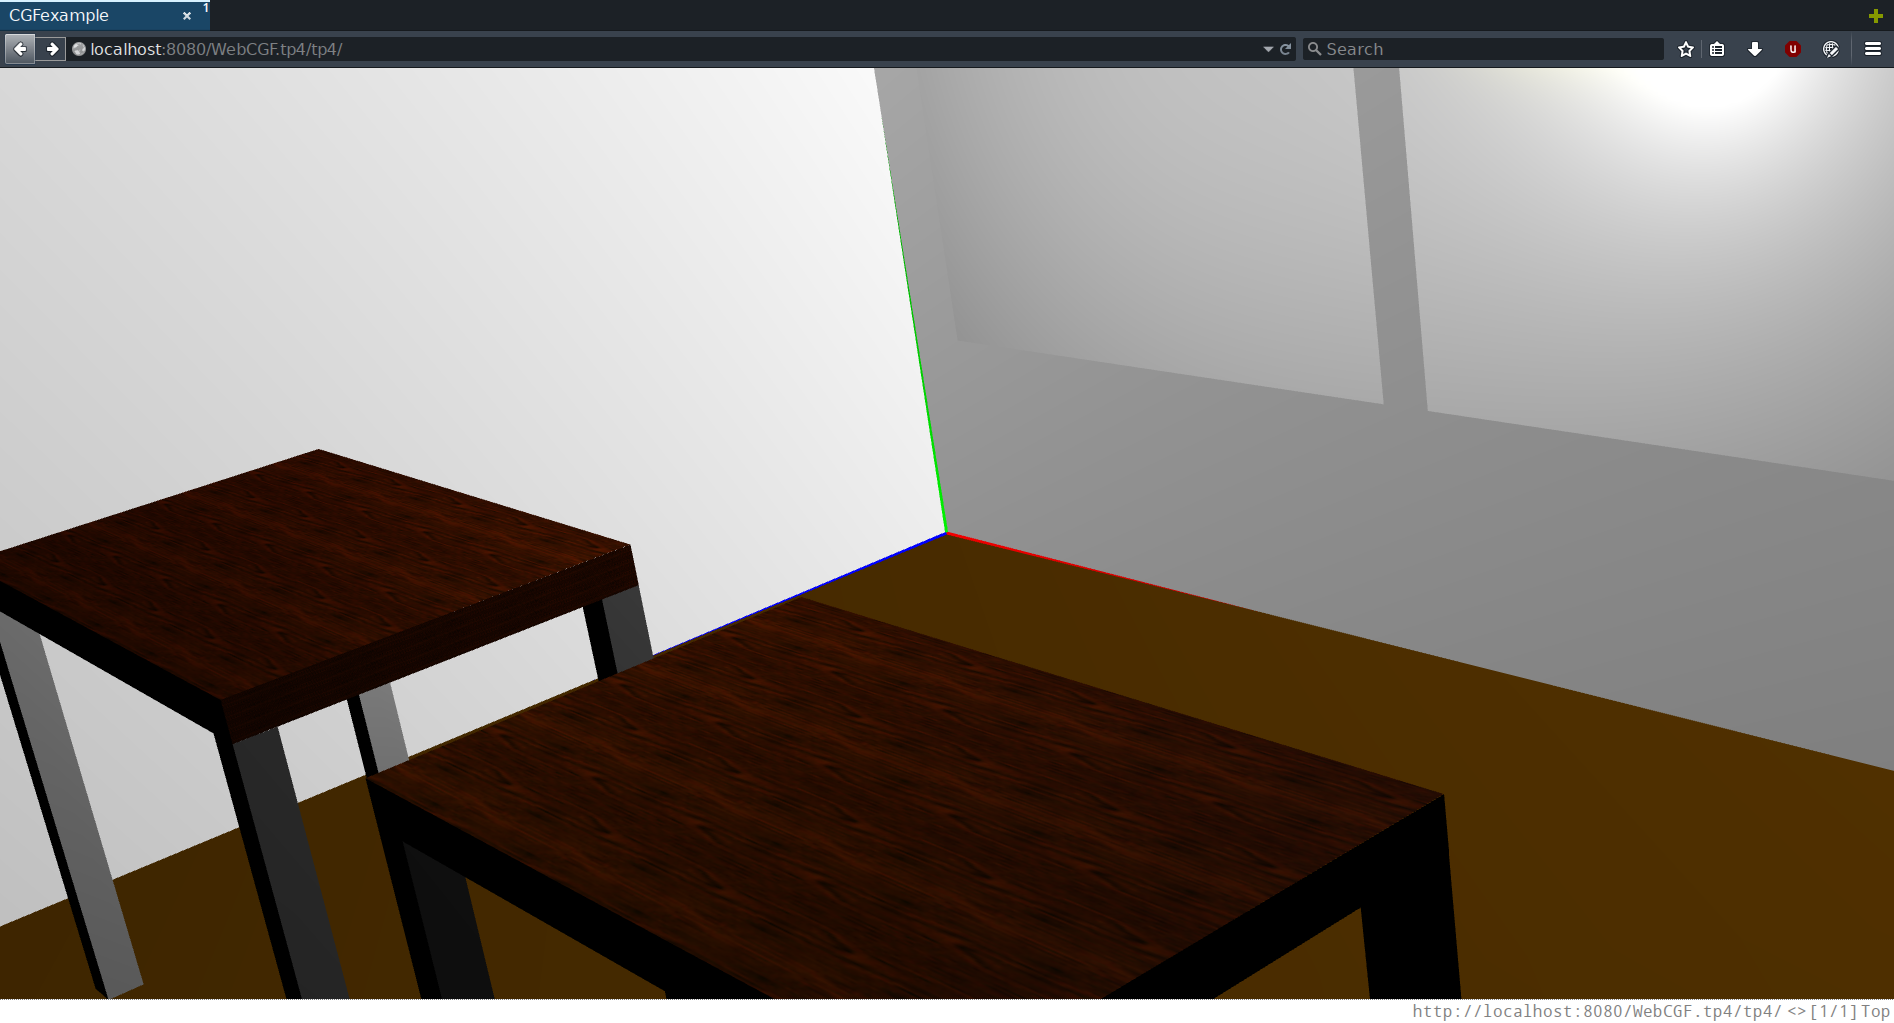 CGFexample
1
localhost:8080/WebCGF.tp4/tp4/
Search
U
http://localhost:8080/WebCGF.tp4/tp4/ <>[1/1]Top